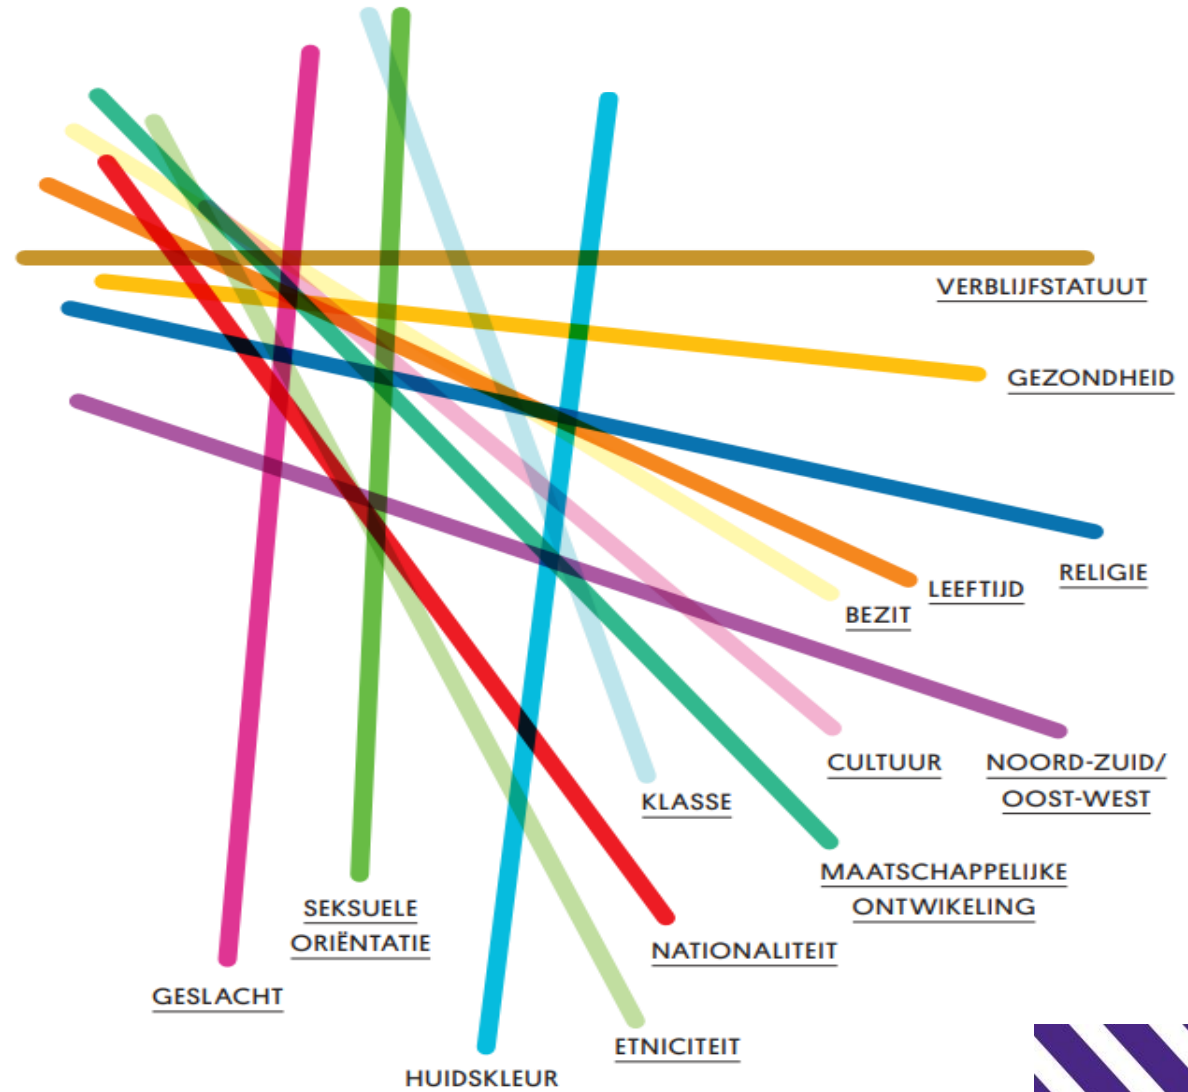 VERBLIJFSTATUUT
GEZONDHEID
RELIGIE
LEEFTIJD
BEZIT
NOORD-ZUID/
OOST-WEST
CULTUUR
KLASSE
MAATSCHAPPELIJKE
ONTWIKELING
NATIONALITEIT
SEKSUELE
ORIËNTATIE
GESLACHT
ETNICITEIT
HUIDSKLEUR